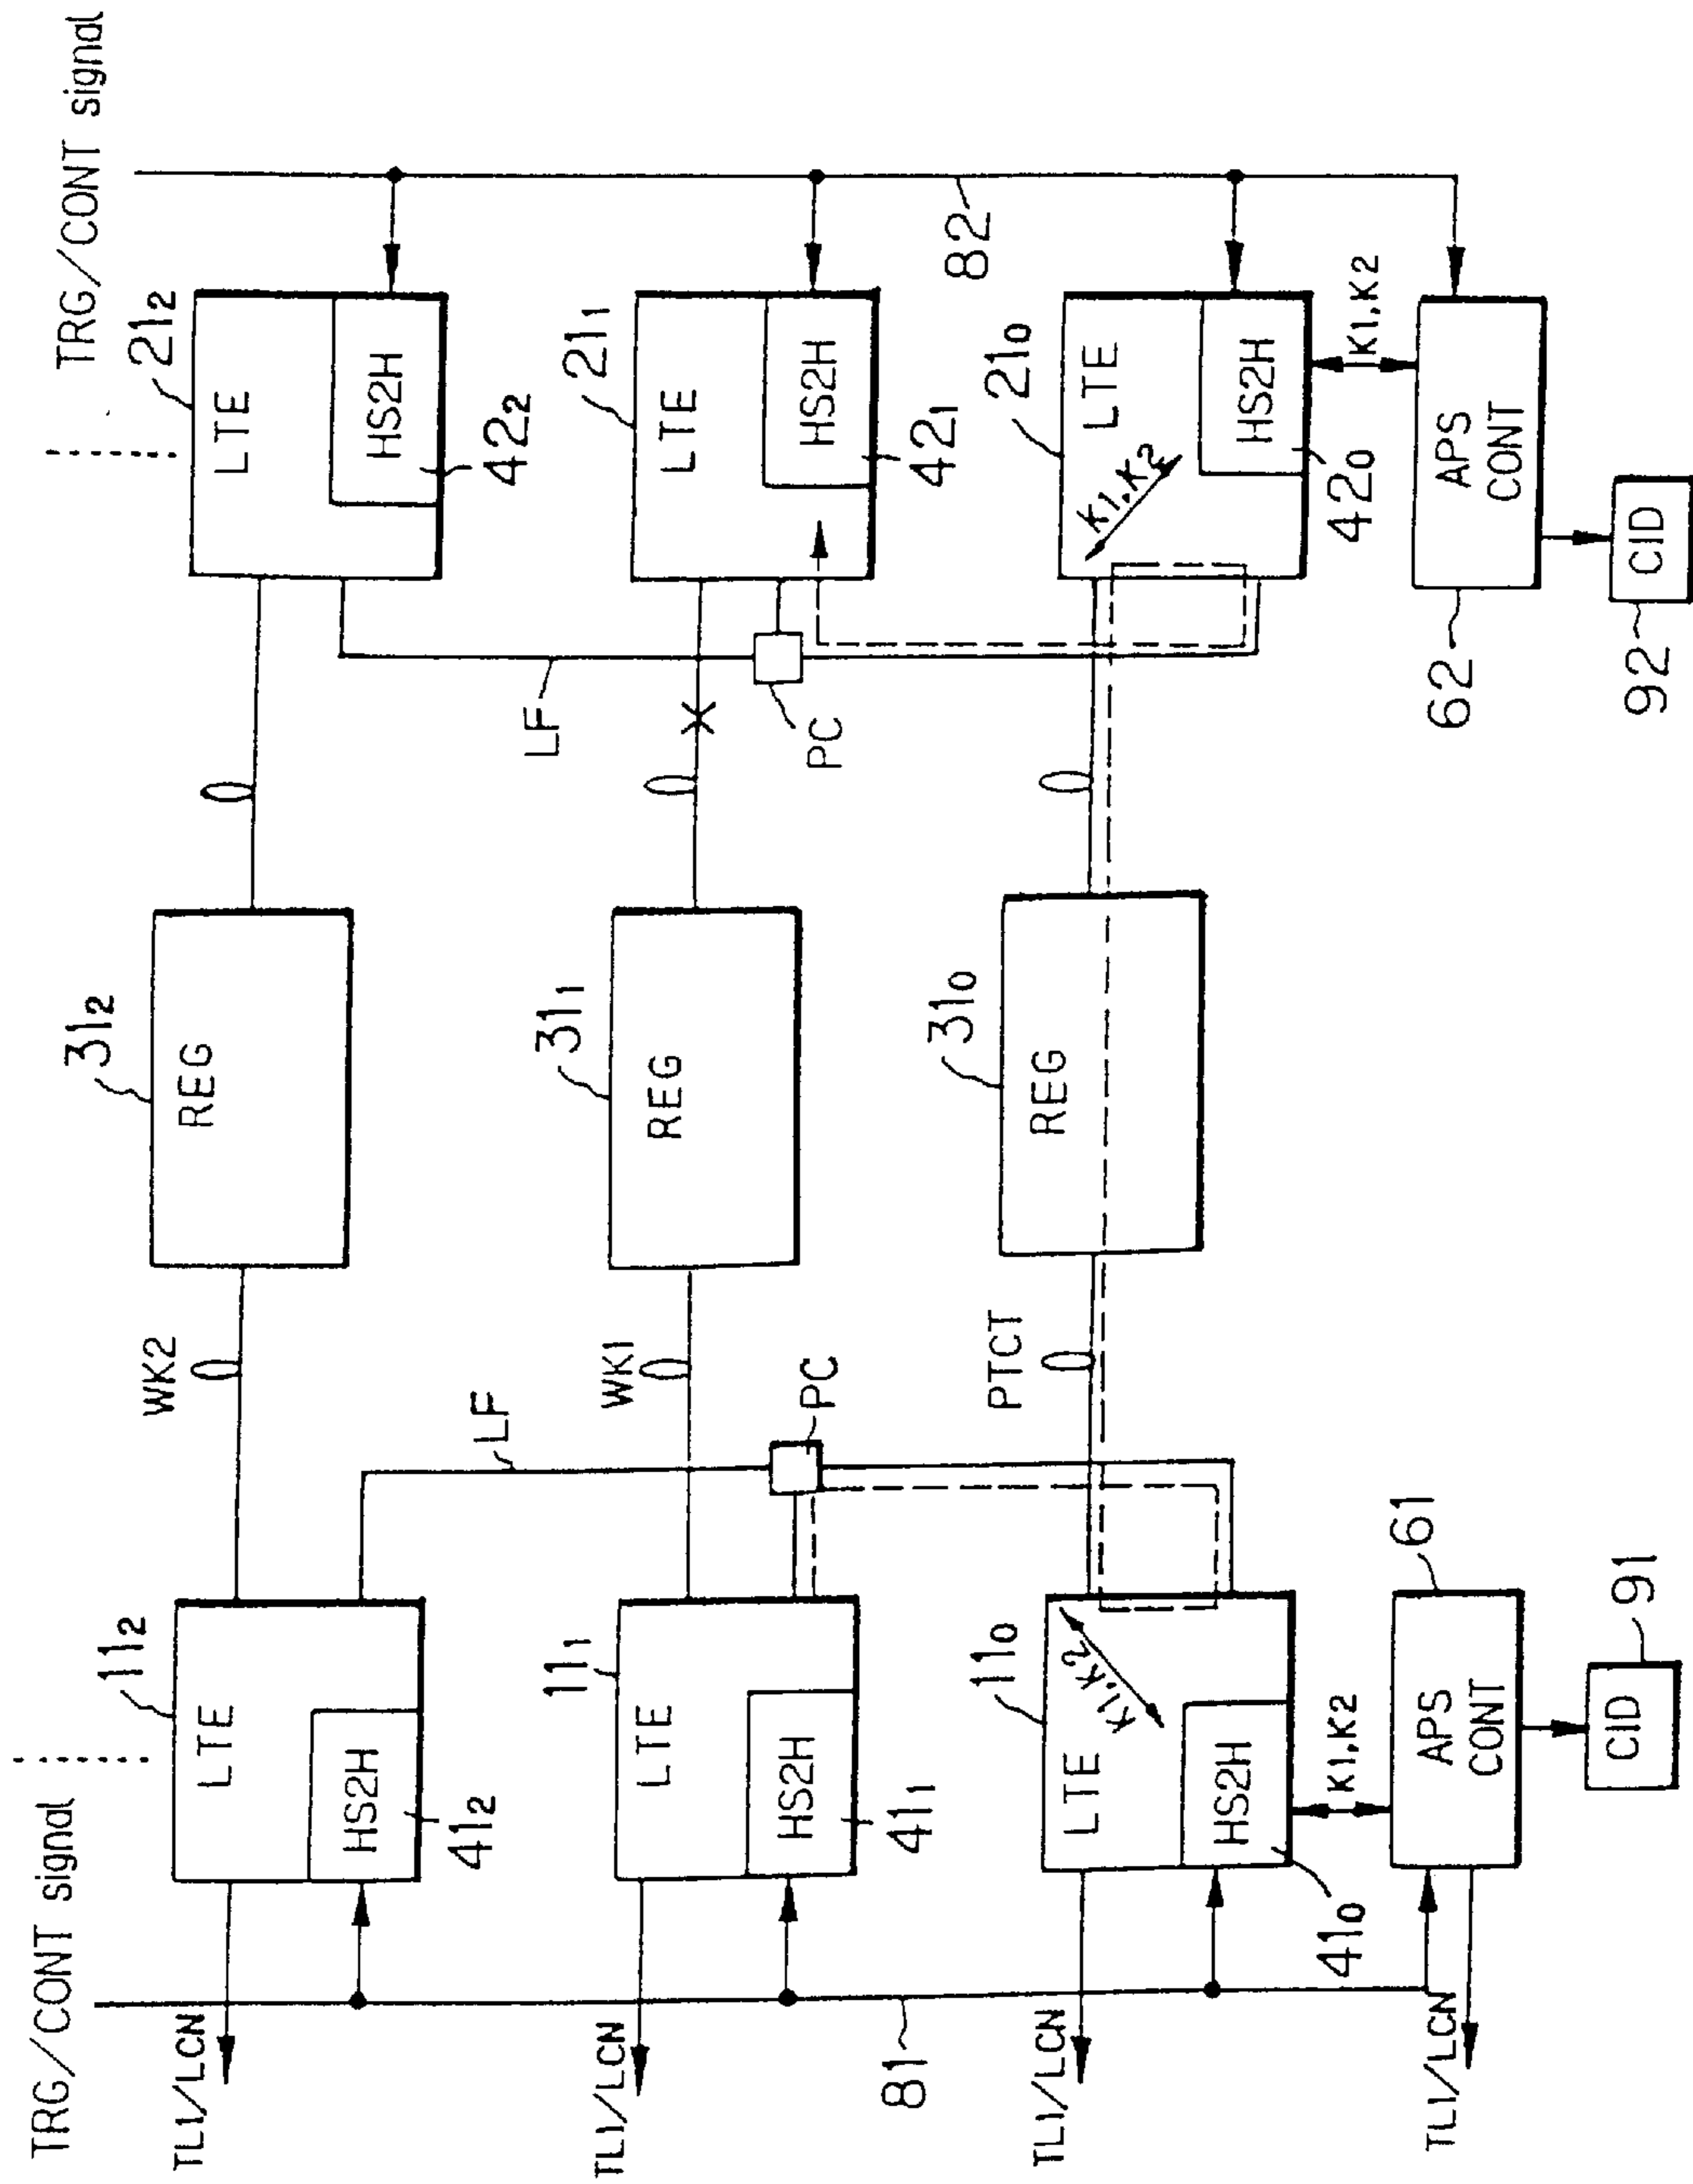 TRG/CONT signal
TRG/CONT signal
11₂
LTE
HS2H
41₂
TL1/LCN
WK2
31₂
REG
21₂
LTE
HS2H
42₂
LF
LF
11₁
LTE
HS2H
41₁
TL1/LCN
WK1
PC
31₁
REG
21₁
LTE
HS2H
42₁
PC
82
81
11₀
LTE
K1,K2
HS2H
41₀
TL1/LCN
PTCT
31₀
REG
21₀
LTE
K1,K2
HS2H
42₀
K1,K2
K1,K2
61
APS
CONT
TL1/LCN
62
APS
CONT
91
CID
92
CID